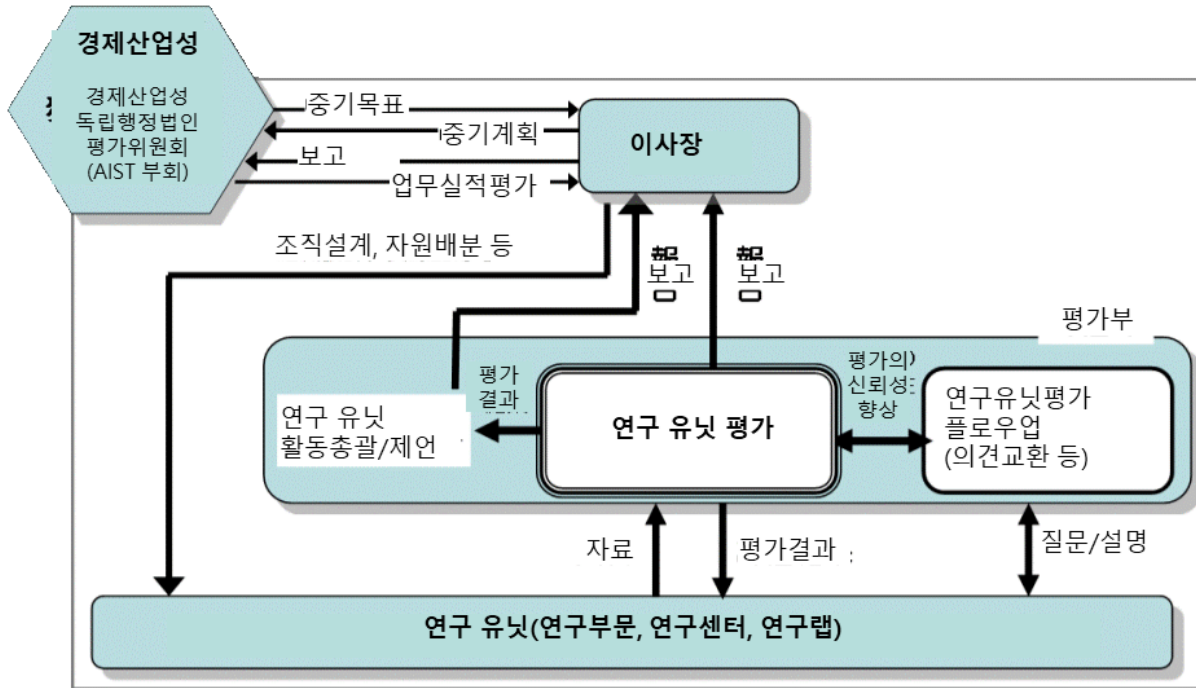 경제산업성
경제산업성
독립행정법인
평가위원회
(AIST 부회)
중기목표
중기계획
보고
업무실적평가
이사장
조직설계, 자원배분 등
보고
보고
평가부
평가
결과
평가의
신뢰성
향상
연구 유닛
활동총괄/제언
연구 유닛 평가
연구유닛평가
플로우업
(의견교환 등)
자료
평가결과
질문/설명
연구 유닛(연구부문, 연구센터, 연구랩)